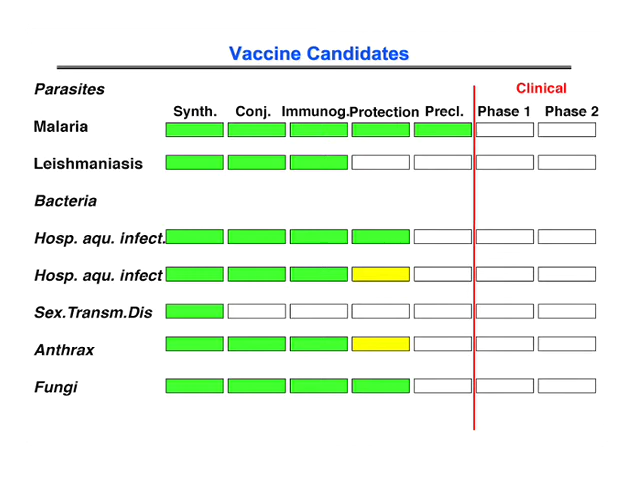 Vaccine Candidates
Parasites
Clinical
Synth. Conj. Immunog. Protection Precl. Phase 1 Phase 2
Malaria
Leishmaniasis
Bacteria
Hosp. aqu. infect.
Hosp. aqu. infect
Sex.Transm.Dis
Anthrax
Fungi